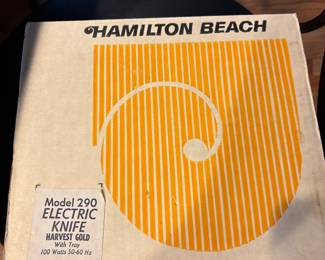 HAMILTON BEACH
Model 290
ELECTRIC
KNIFE
HARVEST GOLD
With Tray
100 Watts 50-60 Hz